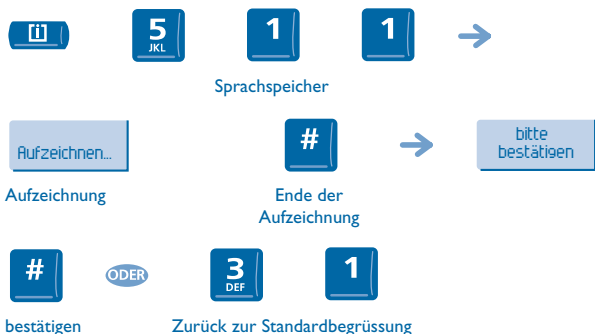 [i]
5
JKL
1
1
Sprachspeicher
Aufzeichnen...
#
bitte
bestätigen
Aufzeichnung
Ende der
Aufzeichnung
#
ODER
3
DEF
1
bestätigen
Zurück zur Standardbegrüssung